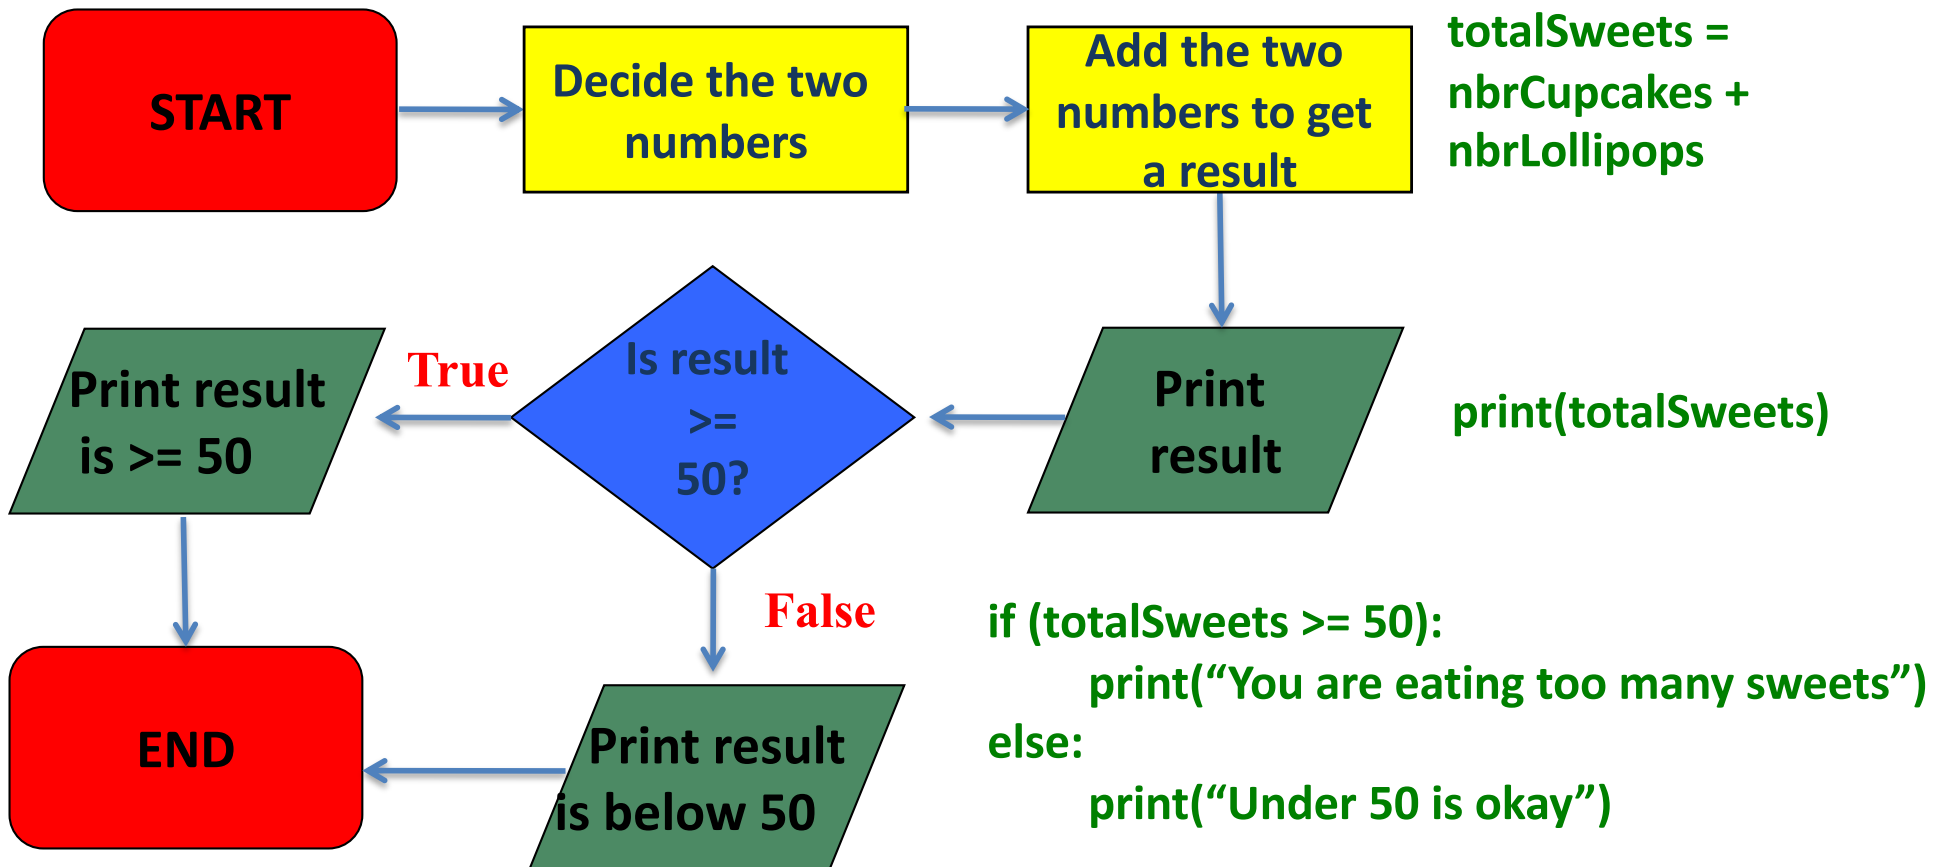 START
Decide the two
numbers
Add the two
numbers to get
a result
totalSweets =
nbrCupcakes +
nbrLollipops
Print
result
print(totalSweets)
Is result
>=
50?
True
Print result
is >= 50
False
Print result
is below 50
END
if (totalSweets >= 50):
print(“You are eating too many sweets”)
else:
print(“Under 50 is okay”)